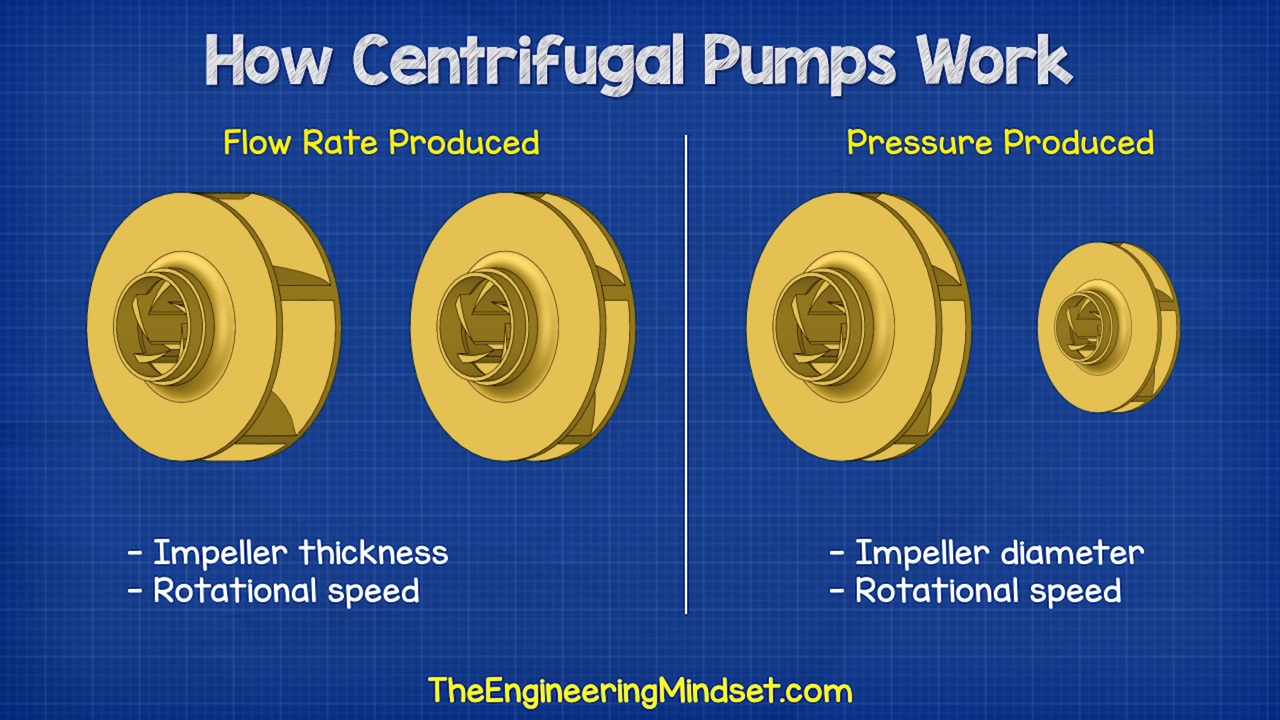 How Centrifugal Pumps Work
Flow Rate Produced
- Impeller thickness
- Rotational speed
Pressure Produced
- Impeller diameter
- Rotational speed
TheEngineeringMindset.com